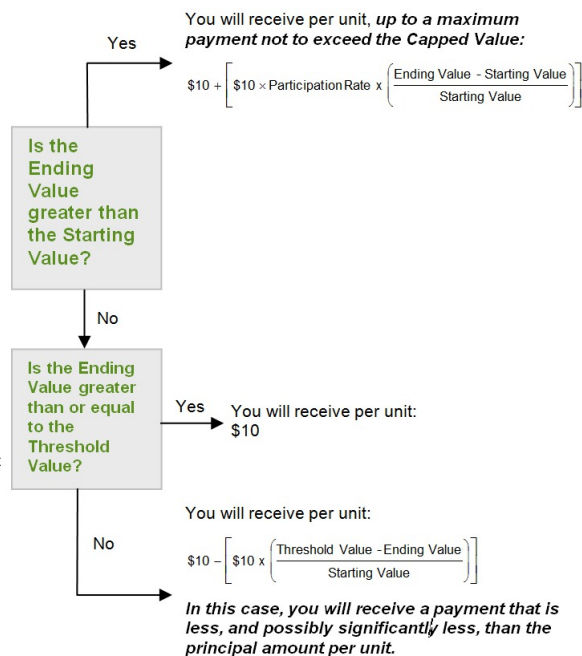 Yes
You will receive per unit, up to a maximum
payment not to exceed the Capped Value:
$10 + [ $10 × Participation Rate x ( Ending Value - Starting Value
Starting Value ) ]
Is the
Ending
Value
greater than
the Starting
Value?
No
Is the Ending
Value greater
than or equal
to the
Threshold
Value?
Yes
You will receive per unit:
$10
No
You will receive per unit:
$10 – [ $10 x ( Threshold Value - Ending Value
Starting Value ) ]
In this case, you will receive a payment that is
less, and possibly significantly less, than the
principal amount per unit.